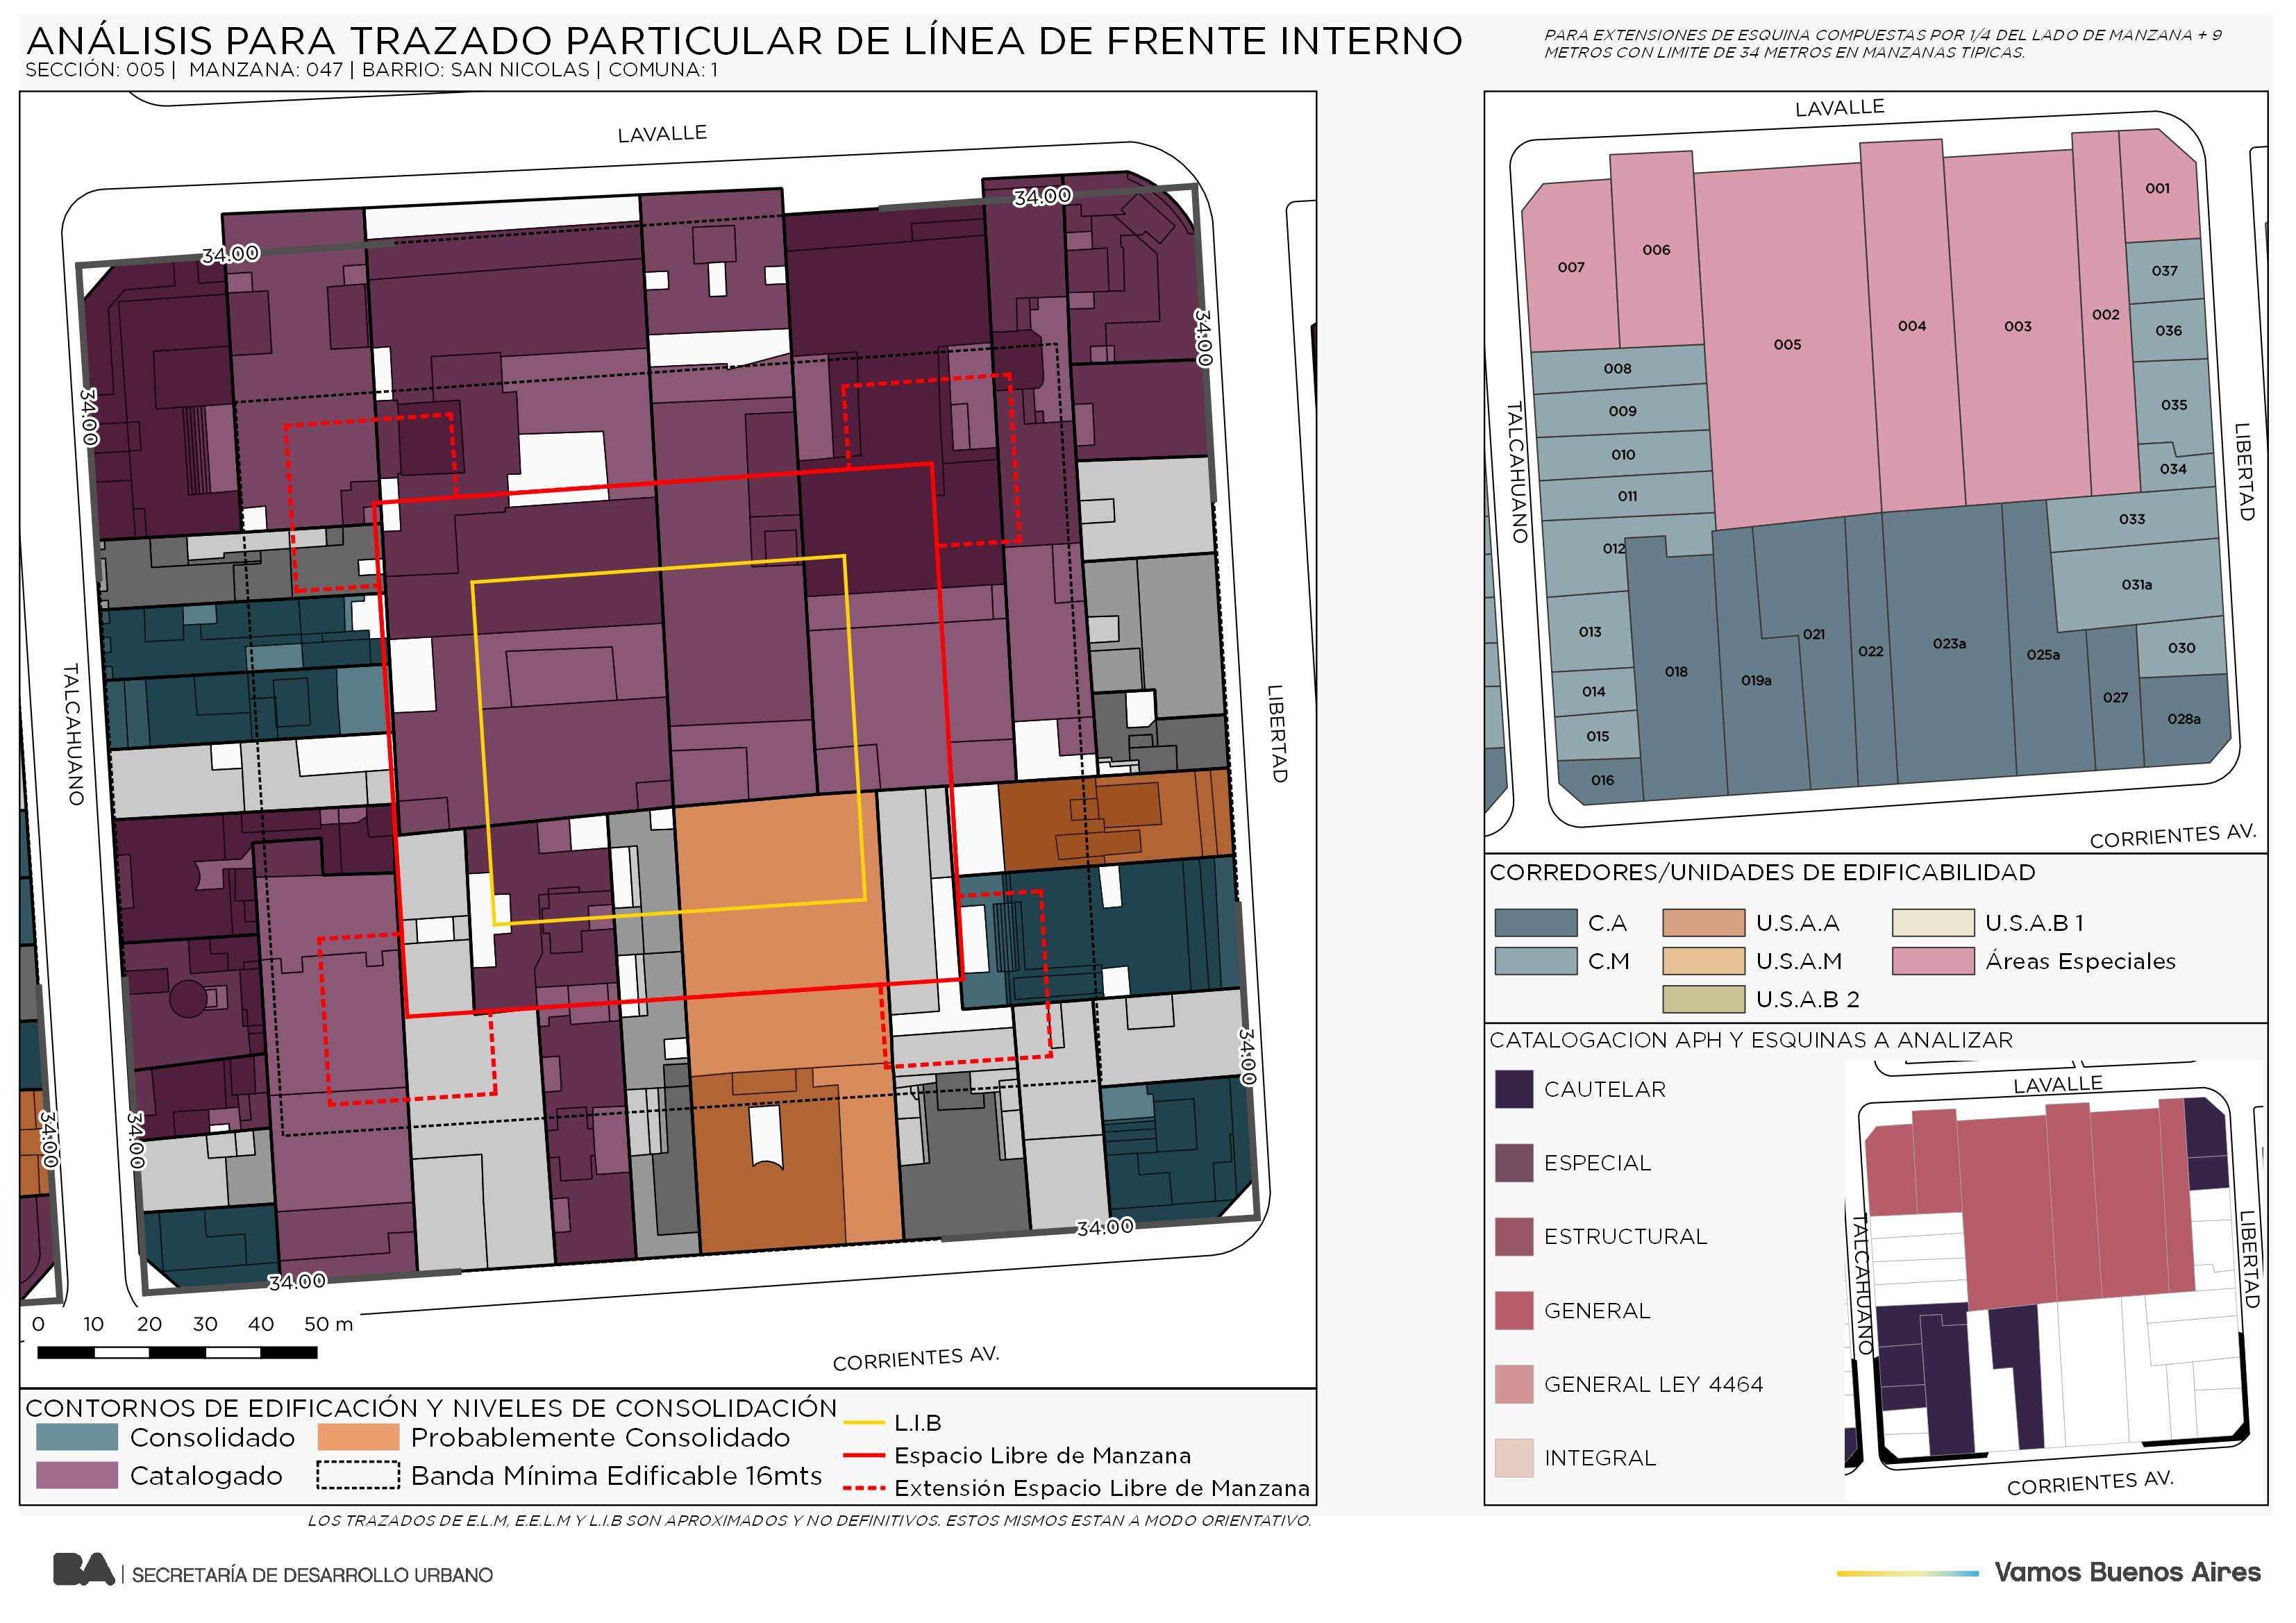 ANÁLISIS PARA TRAZADO PARTICULAR DE LÍNEA DE FRENTE INTERNO
SECCIÓN: 005 | MANZANA: 047 | BARRIO: SAN NICOLAS | COMUNA: 1
PARA EXTENSIONES DE ESQUINA COMPUESTAS POR 1/4 DEL LADO DE MANZANA + 9
METROS CON LIMITE DE 34 METROS EN MANZANAS TIPICAS.
LAVALLE
34.00
34.00
34.00
34.00
TALCAHUANO
LIBERTAD
34.00
34.00
34.00
34.00
34.00
0 10 20 30 40 50 m
CORRIENTES AV.
CONTORNOS DE EDIFICACIÓN Y NIVELES DE CONSOLIDACIÓN
Consolidado
Catalogado
Probablemente Consolidado
Banda Mínima Edificable 16mts
L.I.B
Espacio Libre de Manzana
Extensión Espacio Libre de Manzana
LOS TRAZADOS DE E.L.M, E.E.L.M Y L.I.B SON APROXIMADOS Y NO DEFINITIVOS. ESTOS MISMOS ESTAN A MODO ORIENTATIVO.
LAVALLE
TALCAHUANO
LIBERTAD
CORRIENTES AV.
001
007
006
037
002
004
003
036
005
008
035
009
010
034
011
033
012
031a
013
021
030
023a
022
025a
018
019a
014
027
028a
015
016
CORREDORES/UNIDADES DE EDIFICABILIDAD
C.A
C.M
U.S.A.A
U.S.A.M
U.S.A.B 2
U.S.A.B 1
Áreas Especiales
CATALOGACION APH Y ESQUINAS A ANALIZAR
CAUTELAR
ESPECIAL
ESTRUCTURAL
GENERAL
GENERAL LEY 4464
INTEGRAL
LAVALLE
TALCAHUANO
LIBERTAD
CORRIENTES AV.
BA | SECRETARÍA DE DESARROLLO URBANO
Vamos Buenos Aires